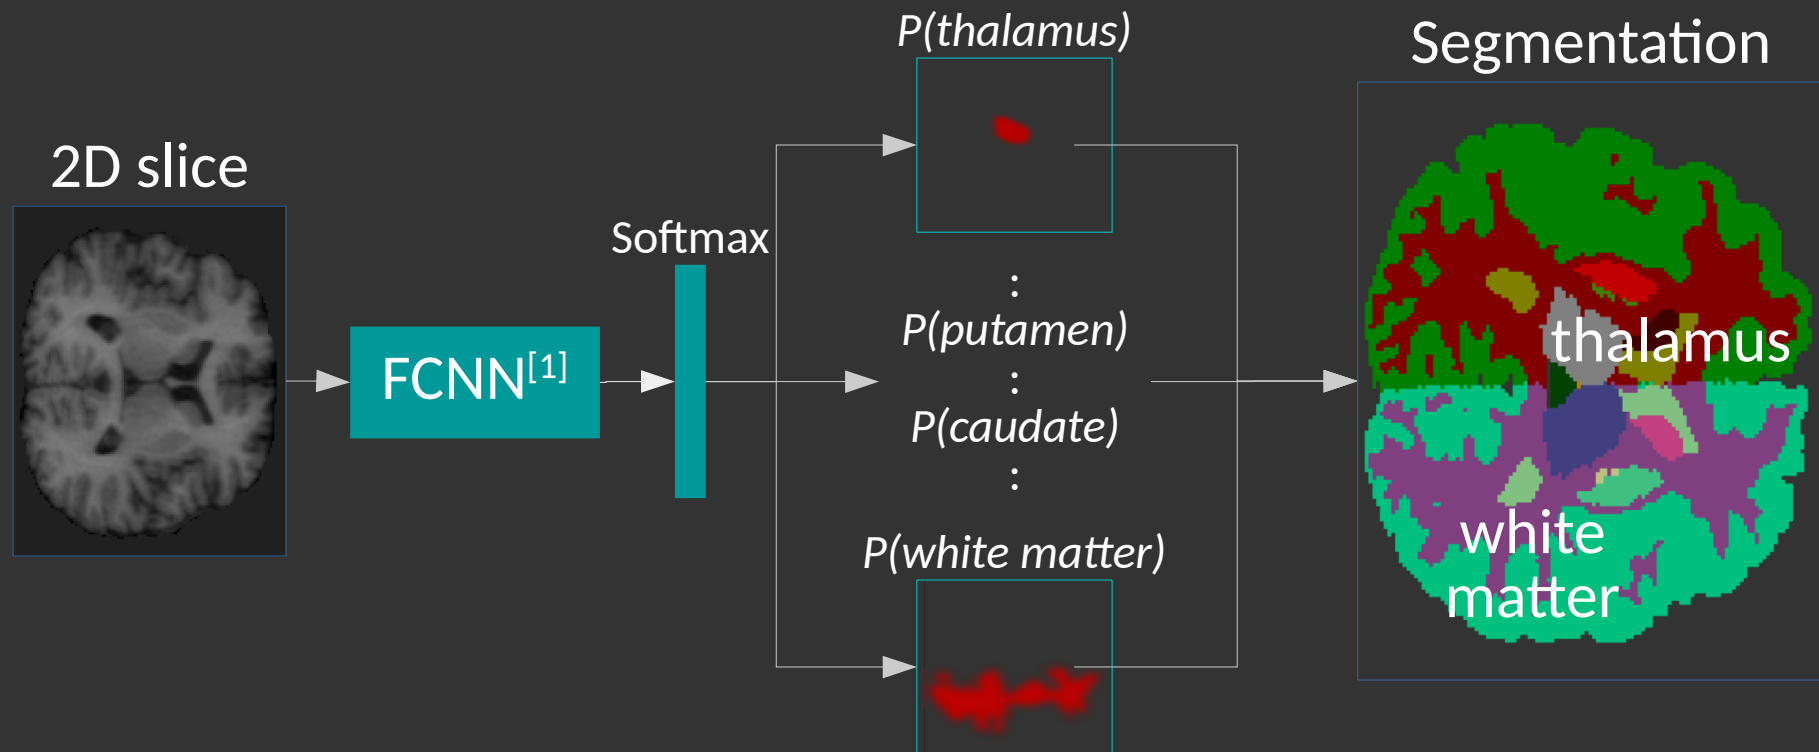 2D slice
FCNN[1]
Softmax
P(thalamus)
:
P(putamen)
:
P(caudate)
:
P(white matter)
Segmentation
thalamus
white
matter